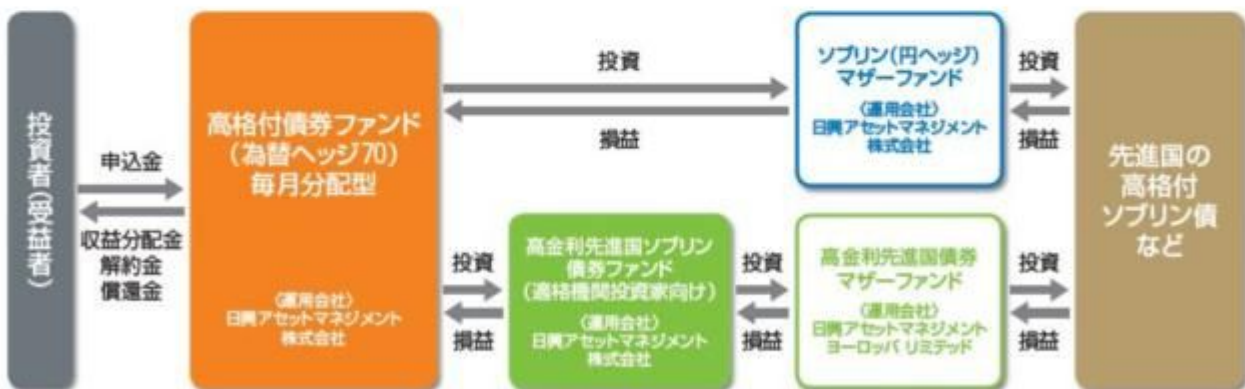 投資者(受益者)
申込金
収益分配金
解約金
償還金
高格付債券ファンド
(為替ヘッジ70)
毎月分配型
〈運用会社〉
日興アセットマネジメント
株式会社
投資
損益
ソブリン(円ヘッジ)
マザーファンド
〈運用会社〉
日興アセットマネジメント
株式会社
投資
損益
投資
損益
高金利先進国ソブリン
債券ファンド
(適格機関投資家向け)
〈運用会社〉
日興アセットマネジメント
株式会社
投資
損益
高金利先進国債券
マザーファンド
〈運用会社〉
日興アセットマネジメント
ヨーロッパ リミテッド
投資
損益
先進国の
高格付
ソブリン債
など